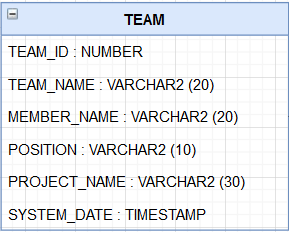 TEAM
TEAM_ID : NUMBER
TEAM_NAME : VARCHAR2 (20)
MEMBER_NAME : VARCHAR2 (20)
POSITION : VARCHAR2 (10)
PROJECT_NAME : VARCHAR2 (30)
SYSTEM_DATE : TIMESTAMP